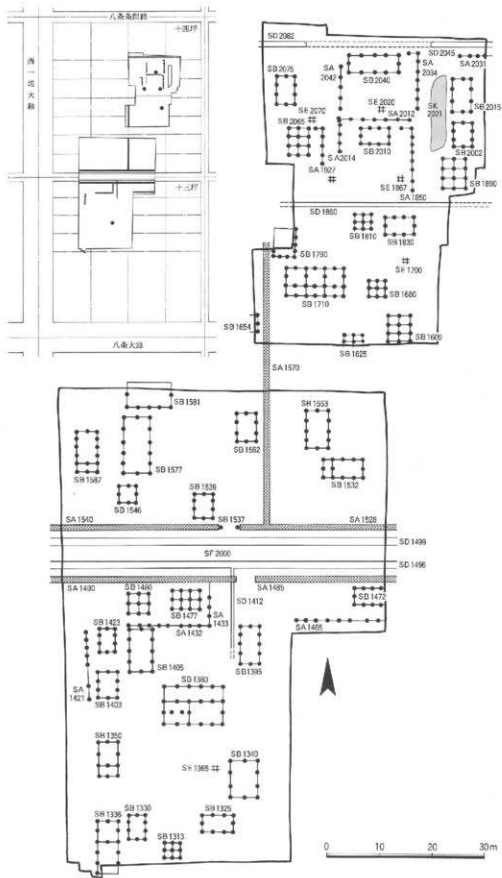 八条条間路
十四坪
西一坊大路
十三坪
八条大路
SD 2082
SD 2045
SA 2031
SB 2075
SA 2042
SB 2040
SA 2034
SB 2015
SE 2070
SE 2020
SA 2012
SK 2001
SB 2065
SB 2010
SB 2002
SA 1927
SA 2014
SE 1867
SB 1890
SA 1850
SD 1860
SB 1810
SB 1830
SB 1790
SE 1700
SB 1710
SB 1680
SB 1654
SB 1625
SB 1609
SA 1570
SB 1581
SB 1562
SB 1553
SB 1587
SB 1577
SB 1532
SB 1546
SB 1539
SA 1540
SB 1537
SA 1528
SD 1499
SF 2000
SD 1496
SA 1490
SB 1486
SA 1485
SB 1472
SB 1477
SD 1412
SA 1433
SA 1432
SB 1423
SB 1405
SB 1395
SA 1421
SB 1403
SB 1380
SB 1350
SE 1365
SB 1340
SB 1336
SB 1330
SB 1325
SB 1313
0
10
20
30m